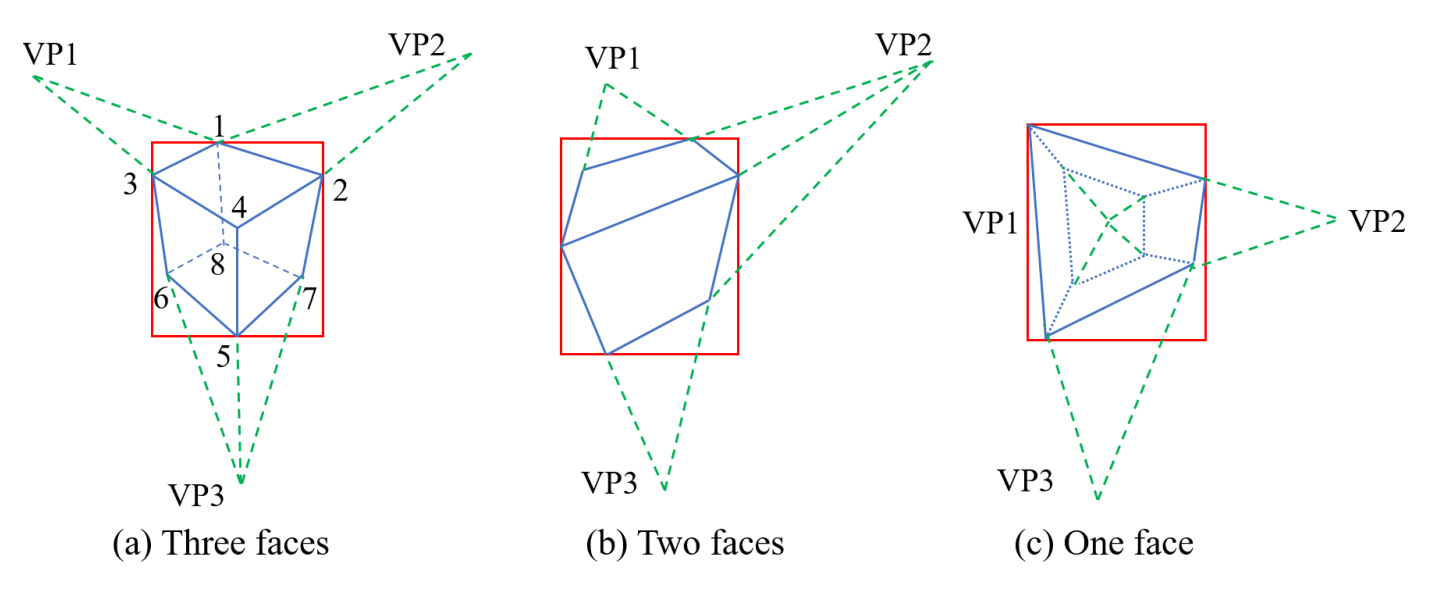 VP1
VP2
1
3
2
4
8
6
7
5
VP3
(a) Three faces
VP1
VP2
VP3
(b) Two faces
VP1
VP2
VP3
(c) One face